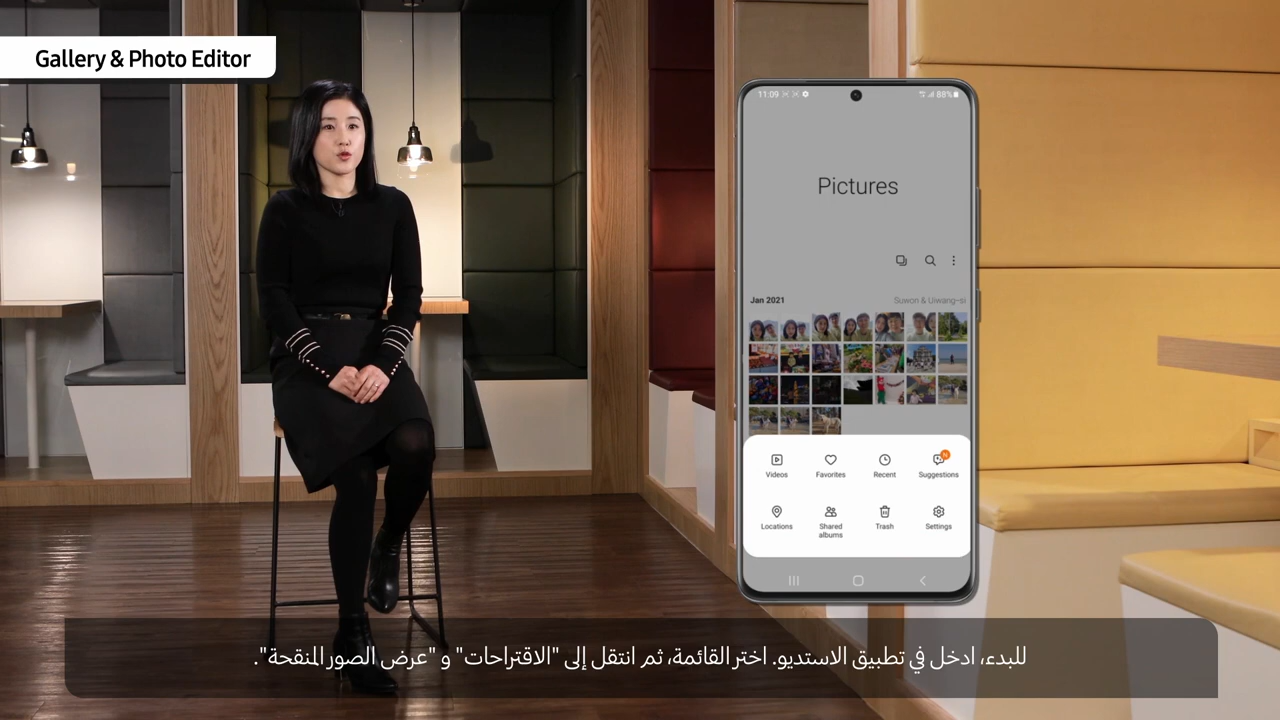 Gallery & Photo Editor
11:09
88%
Pictures
Jan 2021
Suwon & Uiwang-si
Videos
Favorites
Recent
Suggestions
N
Locations
Shared
albums
Trash
Settings
للبدء، ادخل في تطبيق الاستديو. اختر القائمة، ثم انتقل إلى "الاقتراحات" و "عرض الصور المنقحة".